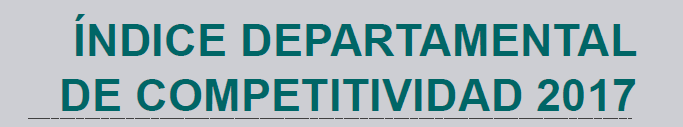 ÍNDICE DEPARTAMENTAL
DE COMPETITIVIDAD 2017